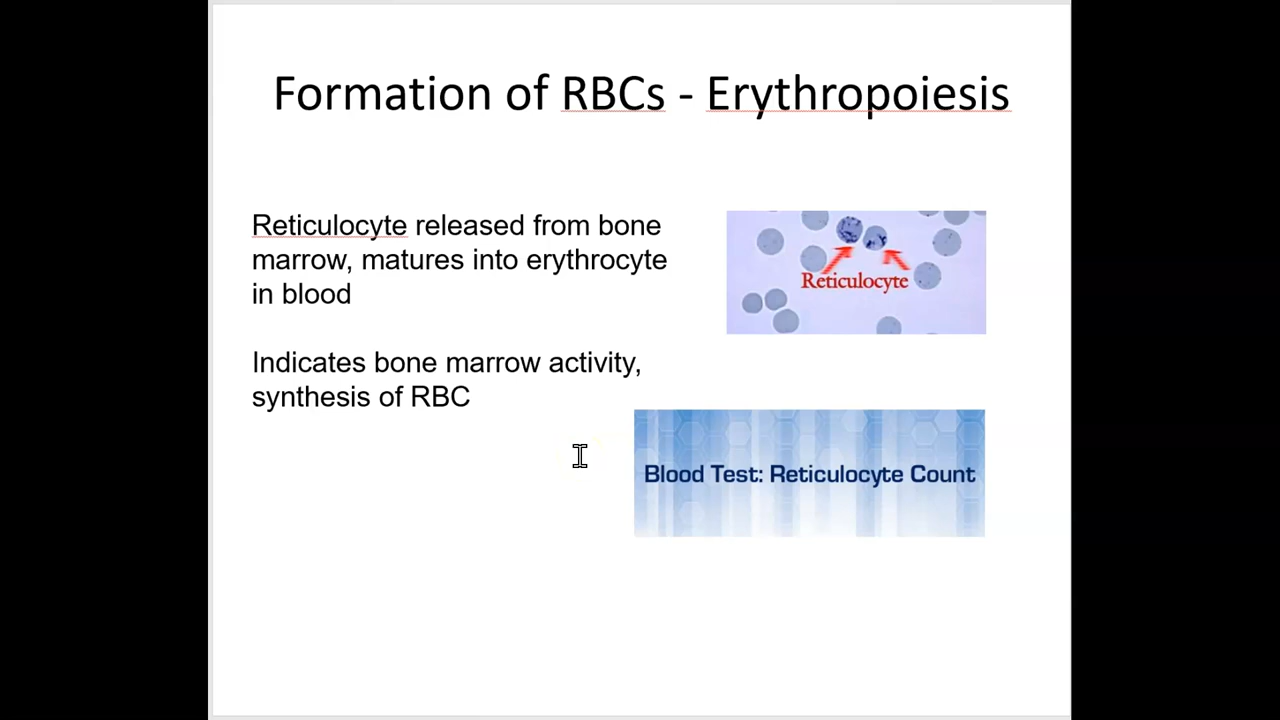 Formation of RBCs - Erythropoiesis
Reticulocyte released from bone
marrow, matures into erythrocyte
in blood
Indicates bone marrow activity,
synthesis of RBC
Reticulocyte
Blood Test: Reticulocyte Count